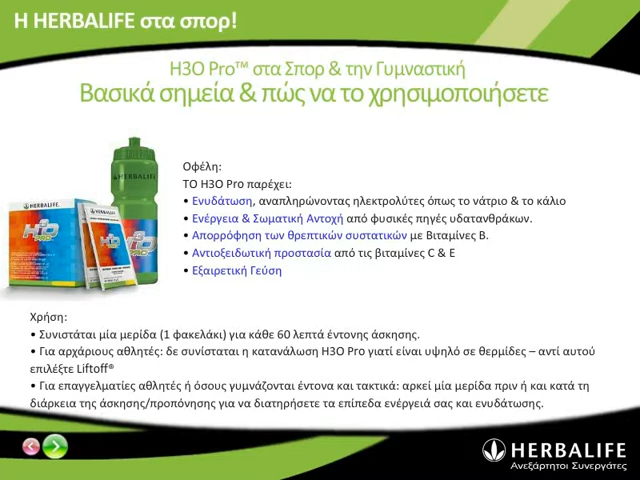 Η HERBALIFE στα σπορ!
H3O Pro™ στα Σπορ & την Γυμναστική
Βασικά σημεία & πώς να το χρησιμοποιήσετε
Οφέλη:
ΤΟ H3O Pro παρέχει:
• Ενυδάτωση, αναπληρώνοντας ηλεκτρολύτες όπως το νάτριο & το κάλιο
• Ενέργεια & Σωματική Αντοχή από φυσικές πηγές υδατανθράκων.
• Απορρόφηση των θρεπτικών συστατικών με Βιταμίνες Β.
• Αντιοξειδωτική προστασία από τις βιταμίνες C & E
• Εξαιρετική Γεύση
HERBALIFE
HERBALIFE.
H3O
PRO
Χρήση:
• Συνιστάται μία μερίδα (1 φακελάκι) για κάθε 60 λεπτά έντονης άσκησης.
• Για αρχάριους αθλητές: δε συνίσταται η κατανάλωση H3O Pro γιατί είναι υψηλό σε θερμίδες – αντί αυτού
επιλέξτε Liftoff®
• Για επαγγελματίες αθλητές ή όσους γυμνάζονται έντονα και τακτικά: αρκεί μία μερίδα πριν ή και κατά τη
διάρκεια της άσκησης/προπόνησης για να διατηρήσετε τα επίπεδα ενέργειά σας και ενυδάτωσης.
HERBALIFE
Ανεξάρτητοι Συνεργάτες